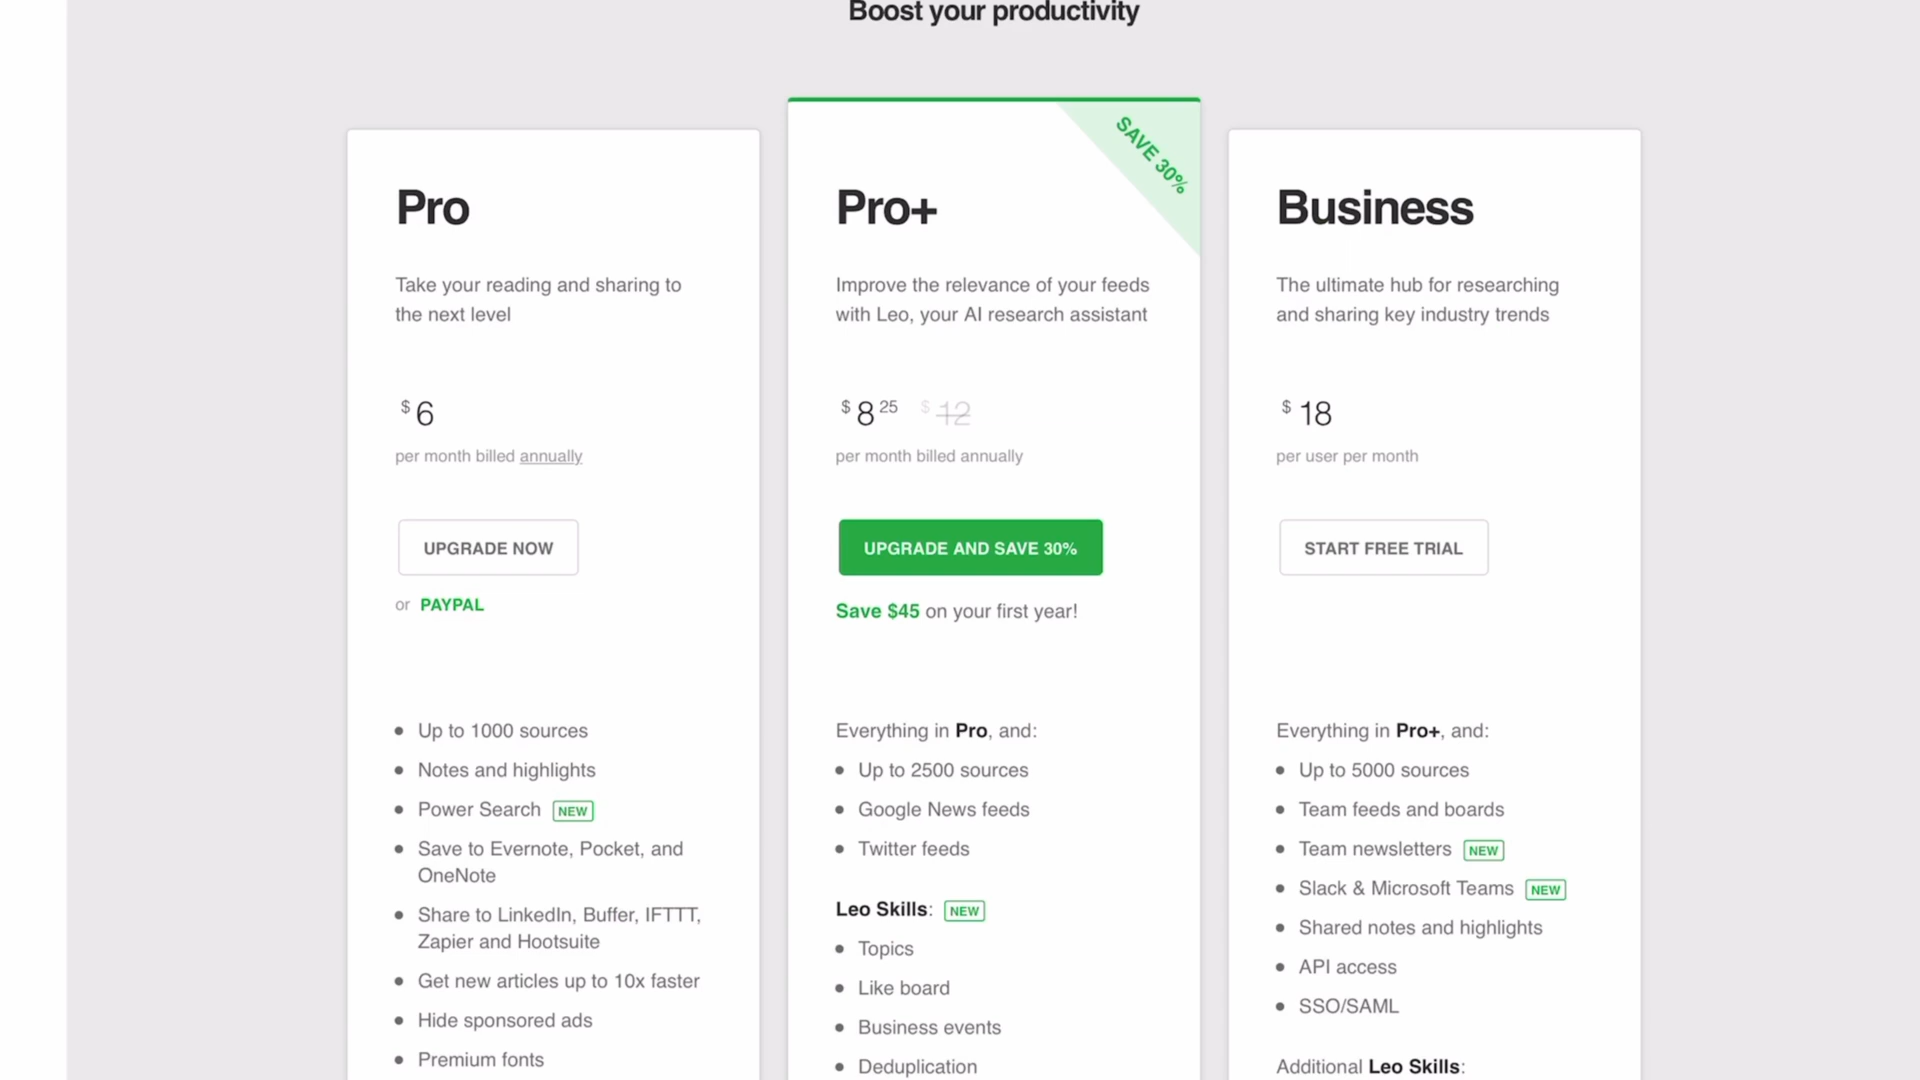 Boost your productivity
Pro
Take your reading and sharing to
the next level
$6
per month billed annually
UPGRADE NOW
or PAYPAL
Up to 1000 sources
Notes and highlights
Power Search NEW
Save to Evernote, Pocket, and
OneNote
Share to LinkedIn, Buffer, IFTTT,
Zapier and Hootsuite
Get new articles up to 10x faster
Hide sponsored ads
Premium fonts
SAVE 30%
Pro+
Improve the relevance of your feeds
with Leo, your AI research assistant
$8 25 $12
per month billed annually
UPGRADE AND SAVE 30%
Save $45 on your first year!
Everything in Pro, and:
Up to 2500 sources
Google News feeds
Twitter feeds
Leo Skills: NEW
Topics
Like board
Business events
Deduplication
Business
The ultimate hub for researching
and sharing key industry trends
$18
per user per month
START FREE TRIAL
Everything in Pro+, and:
Up to 5000 sources
Team feeds and boards
Team newsletters NEW
Slack & Microsoft Teams NEW
Shared notes and highlights
API access
SSO/SAML
Additional Leo Skills: